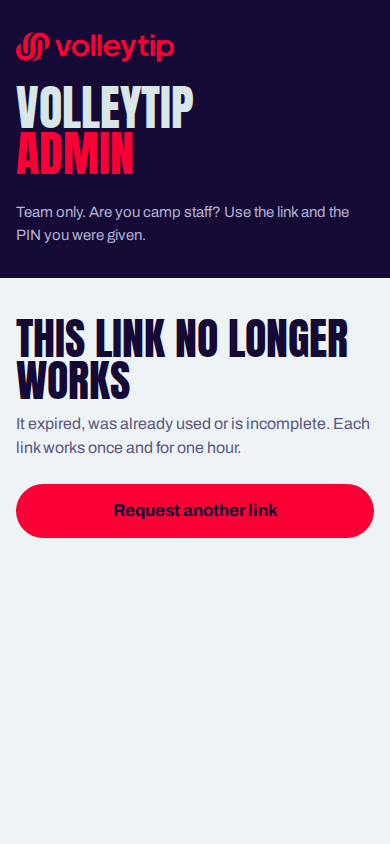 volleytip
VOLLEYTIP
ADMIN
Team only. Are you camp staff? Use the link and the
PIN you were given.
THIS LINK NO LONGER
WORKS
It expired, was already used or is incomplete. Each
link works once and for one hour.
Request another link